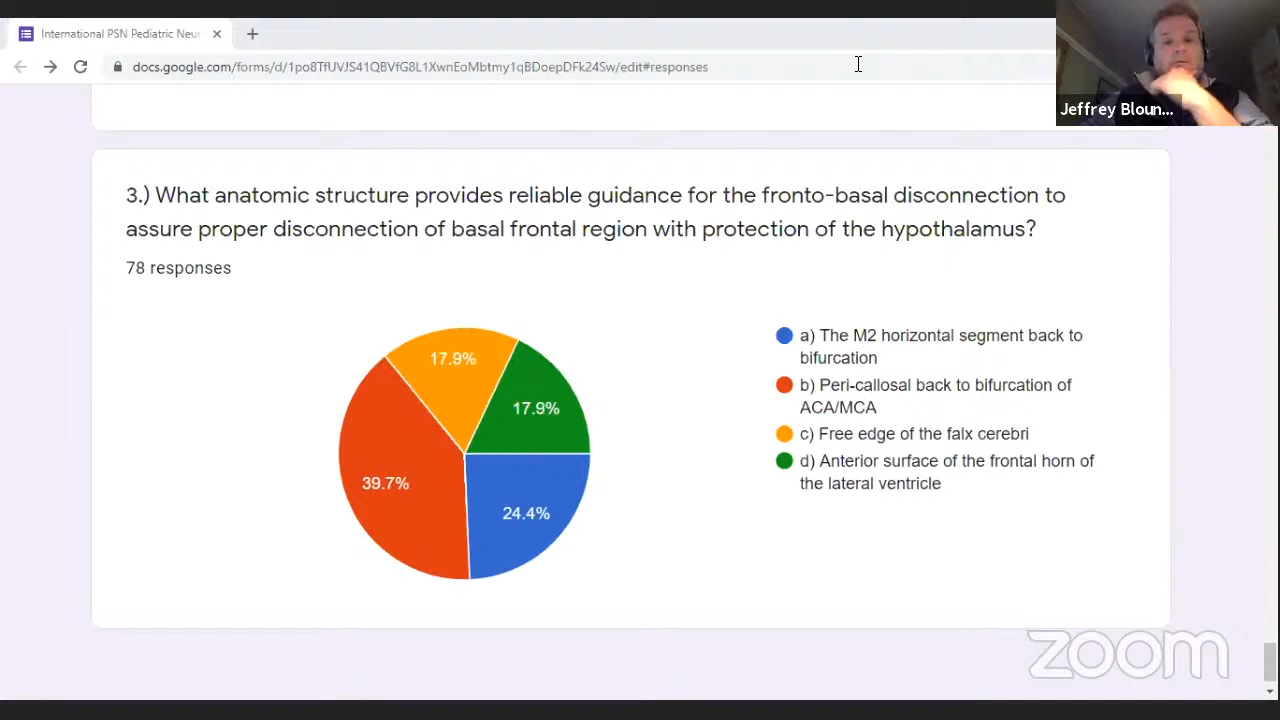 International PSN Pediatric Neu
docs.google.com/forms/d/1po8TfUVJS41QBVfG8L1XwnEoMbtmy1qBDoepDFk24Sw/edit#responses
Jeffrey Bloun...
3.) What anatomic structure provides reliable guidance for the fronto-basal disconnection to
assure proper disconnection of basal frontal region with protection of the hypothalamus?
78 responses
17.9%
17.9%
39.7%
24.4%
a) The M2 horizontal segment back to
bifurcation
b) Peri-callosal back to bifurcation of
ACA/MCA
c) Free edge of the falx cerebri
d) Anterior surface of the frontal horn of
the lateral ventricle
zoom